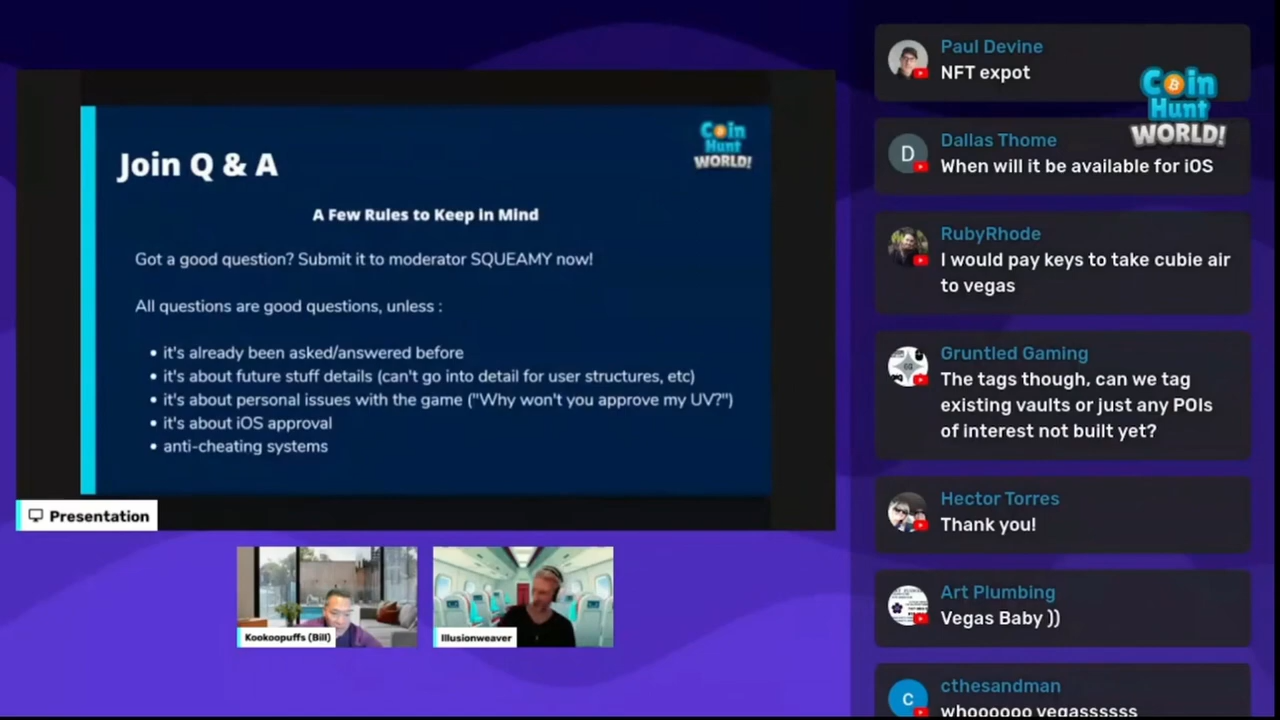 Join Q & A
Coin
Hunt
WORLD!
A Few Rules to Keep in Mind
Got a good question? Submit it to moderator SQUEAMY now!
All questions are good questions, unless :
• it's already been asked/answered before
• it's about future stuff details (can't go into detail for user structures, etc)
• it's about personal issues with the game ("Why won't you approve my UV?")
• it's about iOS approval
• anti-cheating systems
Presentation
Kookoopuffs (Bill)
Illusionweaver
Paul Devine
NFT expot
Coin
Hunt
WORLD!
D
Dallas Thome
When will it be available for iOS
RubyRhode
I would pay keys to take cubie air
to vegas
Gruntled Gaming
The tags though, can we tag
existing vaults or just any POIs
of interest not built yet?
Hector Torres
Thank you!
Art Plumbing
Vegas Baby ))
C
cthesandman
whoooooo vegassssss